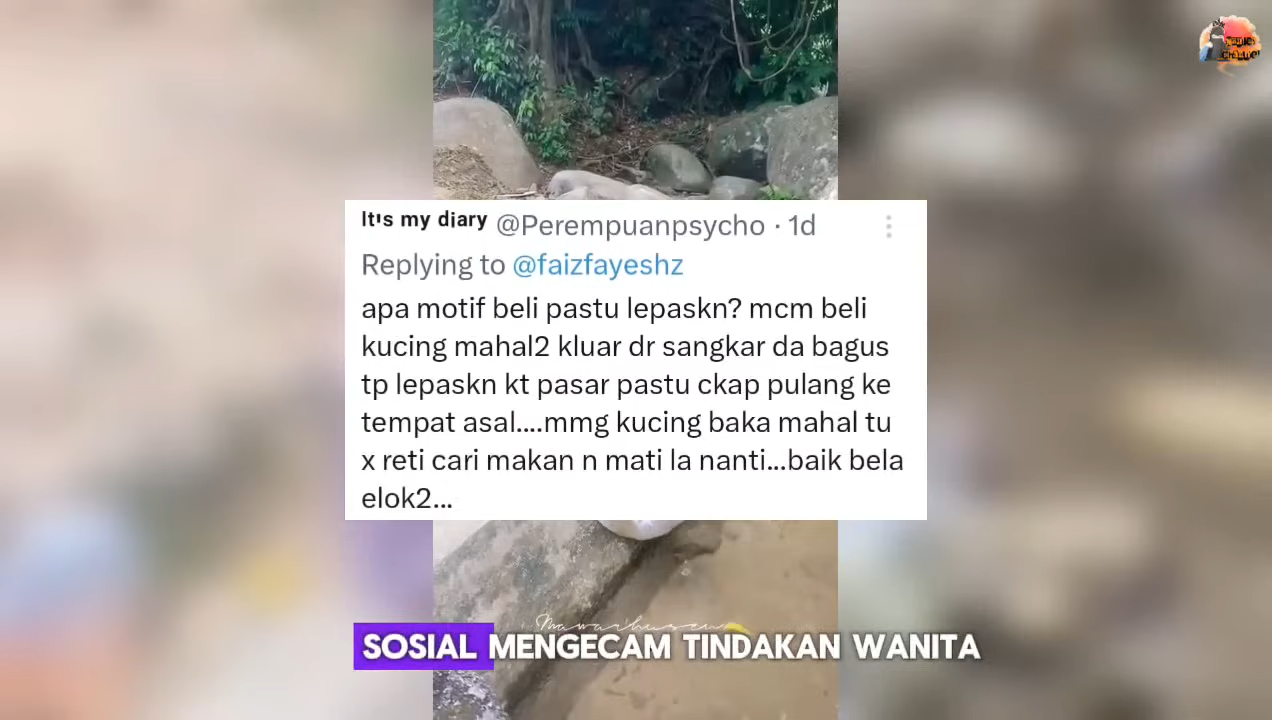 It's my diary @Perempuanpsycho · 1d
Replying to @faizfayeshz
apa motif beli pastu lepaskn? mcm beli
kucing mahal2 kluar dr sangkar da bagus
tp lepaskn kt pasar pastu ckap pulang ke
tempat asal....mmg kucing baka mahal tu
x reti cari makan n mati la nanti...baik bela
elok2...
SOSIAL MENGECAM TINDAKAN WANITA